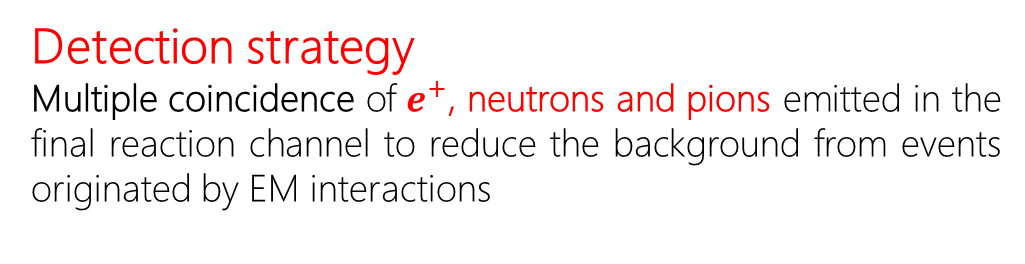 Detection strategy
Multiple coincidence of e⁺, neutrons and pions emitted in the
final reaction channel to reduce the background from events
originated by EM interactions